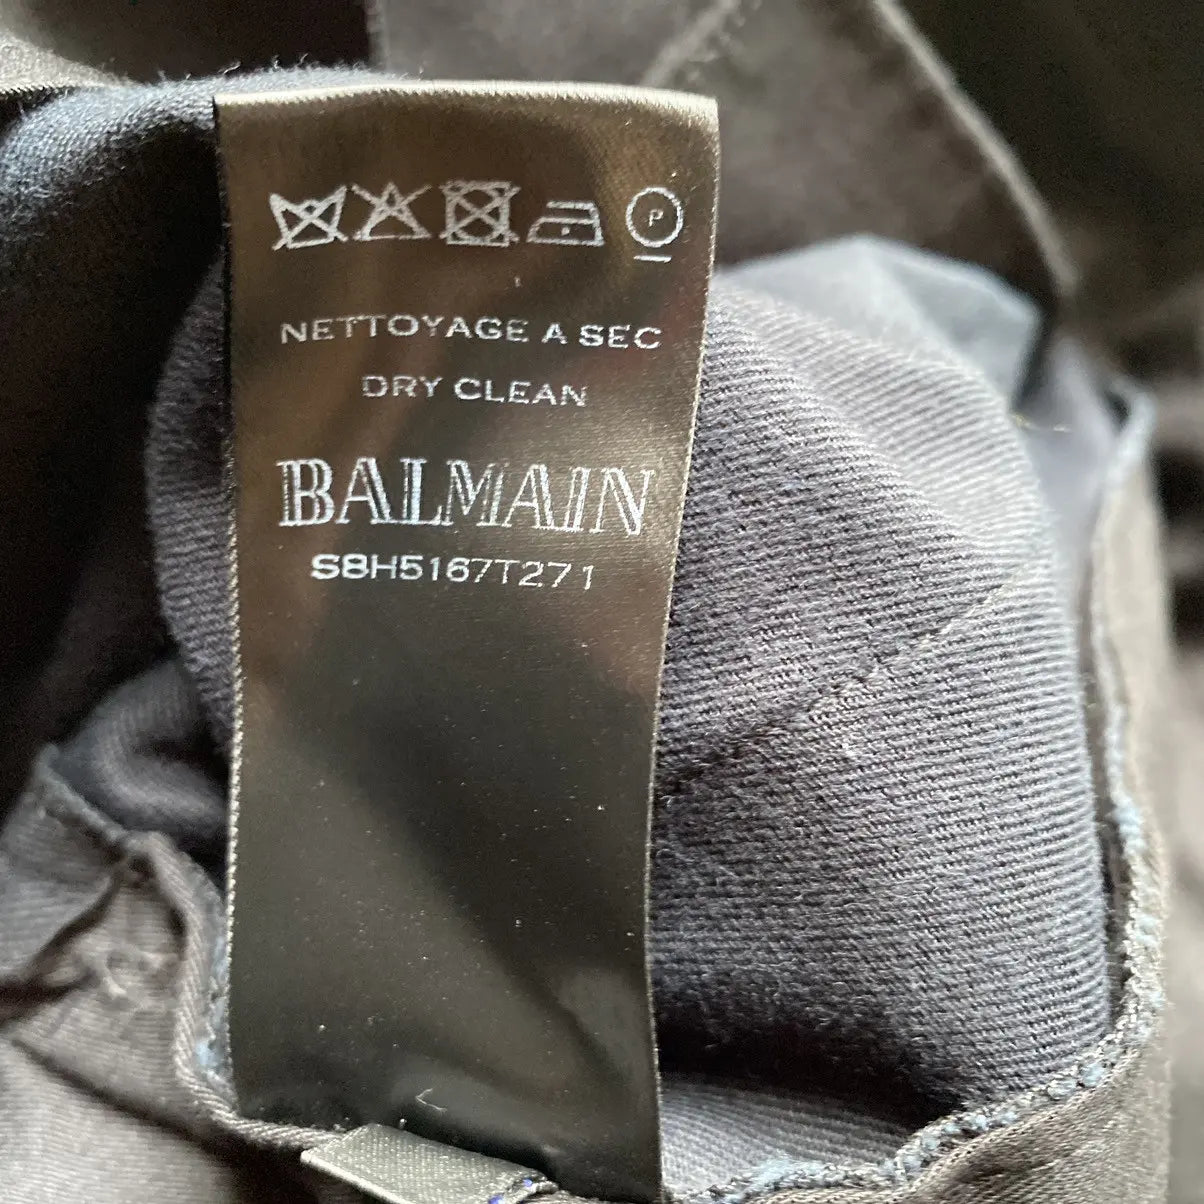 P
NETTOYAGE A SEC
DRY CLEAN
BALMAIN
S8H5167T271